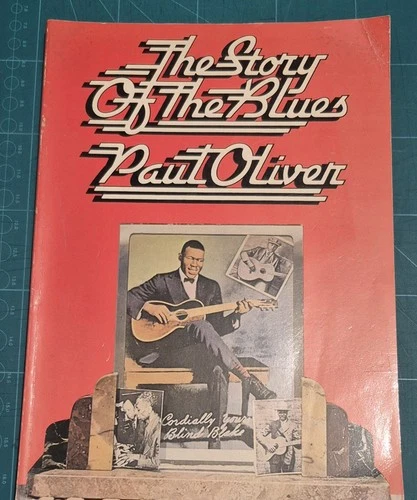 The Story
Of The Blues
Paul Oliver
Cordially Yours
Blind Blake